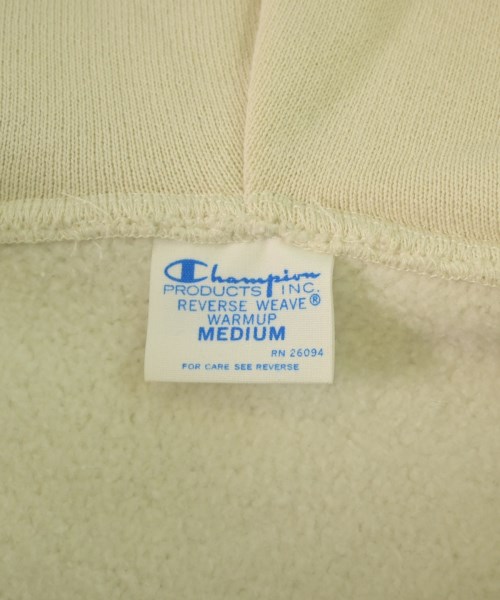 Champion
PRODUCTS INC.
REVERSE WEAVE®
WARMUP
MEDIUM
RN 26094
FOR CARE SEE REVERSE